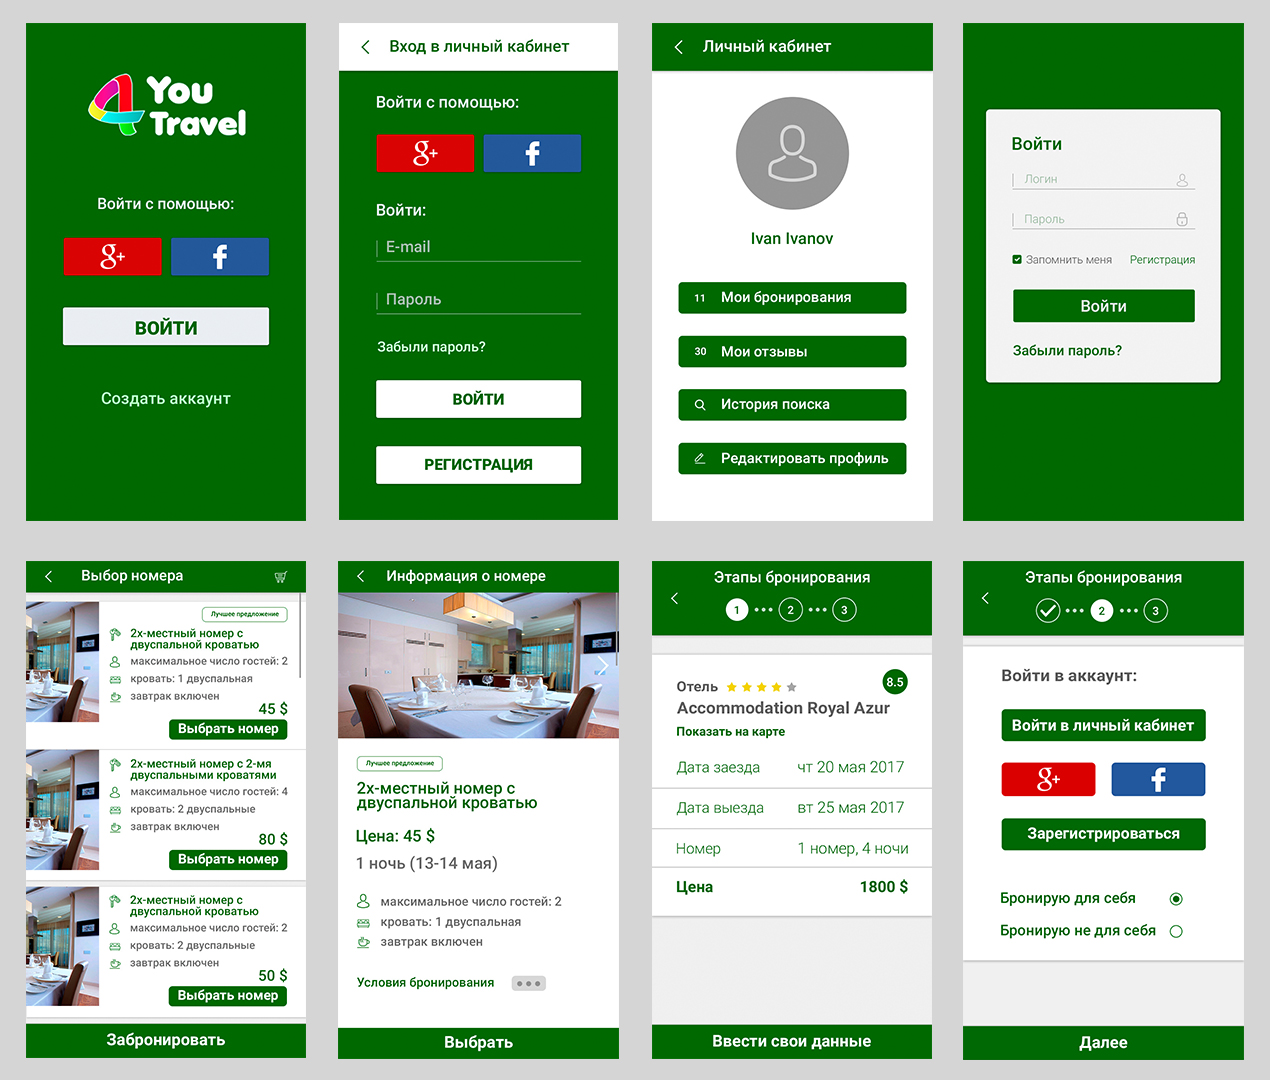 You
Travel
Войти с помощью:
g+ f
ВОЙТИ
Создать аккаунт
Вход в личный кабинет
Войти с помощью:
g+ f
Войти:
E-mail
Пароль
Забыли пароль?
ВОЙТИ
РЕГИСТРАЦИЯ
Личный кабинет
Ivan Ivanov
11 Мои бронирования
30 Мои отзывы
История поиска
Редактировать профиль
Войти
Логин
Пароль
Запомнить меня Регистрация
Войти
Забыли пароль?
Выбор номера
Лучшее предложение
2х-местный номер с
двуспальной кроватью
максимальное число гостей: 2
кровать: 1 двуспальная
завтрак включен
45 $
Выбрать номер
2х-местный номер с 2-мя
двуспальными кроватями
максимальное число гостей: 4
кровать: 2 двуспальные
завтрак включен
80 $
Выбрать номер
2х-местный номер с
двуспальной кроватью
максимальное число гостей: 2
кровать: 2 двуспальные
завтрак включен
50 $
Выбрать номер
Забронировать
Информация о номере
Лучшее предложение
2х-местный номер с
двуспальной кроватью
Цена: 45 $
1 ночь (13-14 мая)
максимальное число гостей: 2
кровать: 1 двуспальная
завтрак включен
Условия бронирования
Выбрать
Этапы бронирования
1 2 3
Отель 8.5
Accommodation Royal Azur
Показать на карте
Дата заезда чт 20 мая 2017
Дата выезда вт 25 мая 2017
Номер 1 номер, 4 ночи
Цена 1800 $
Ввести свои данные
Этапы бронирования
2 3
Войти в аккаунт:
Войти в личный кабинет
g+ f
Зарегистрироваться
Бронирую для себя
Бронирую не для себя
Далее